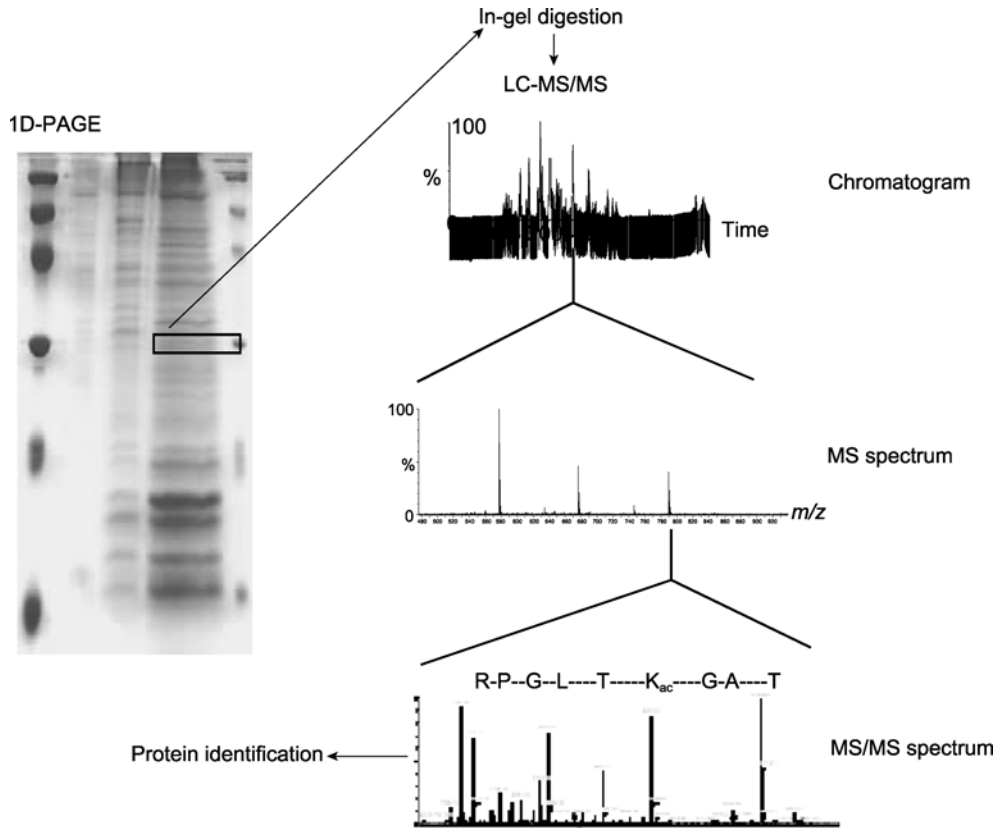 In-gel digestion
LC-MS/MS
1D-PAGE
100
%
Time
Chromatogram
100
%
0
m/z
MS spectrum
R-P--G--L----T-----Kac----G-A----T
Protein identification
MS/MS spectrum